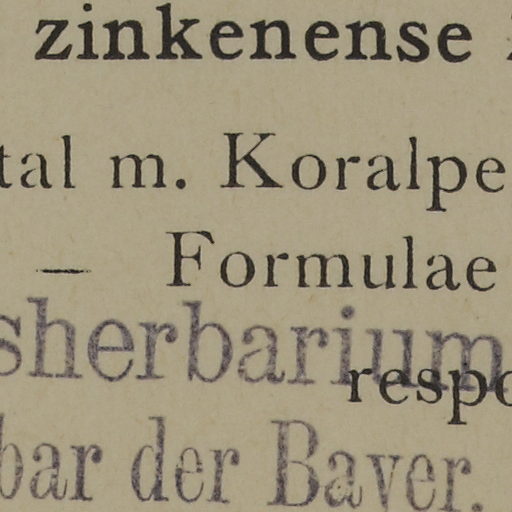 zinkenense
tal m. Koralpe
— Formulae
sherbarium
respo
bar der Bayer.